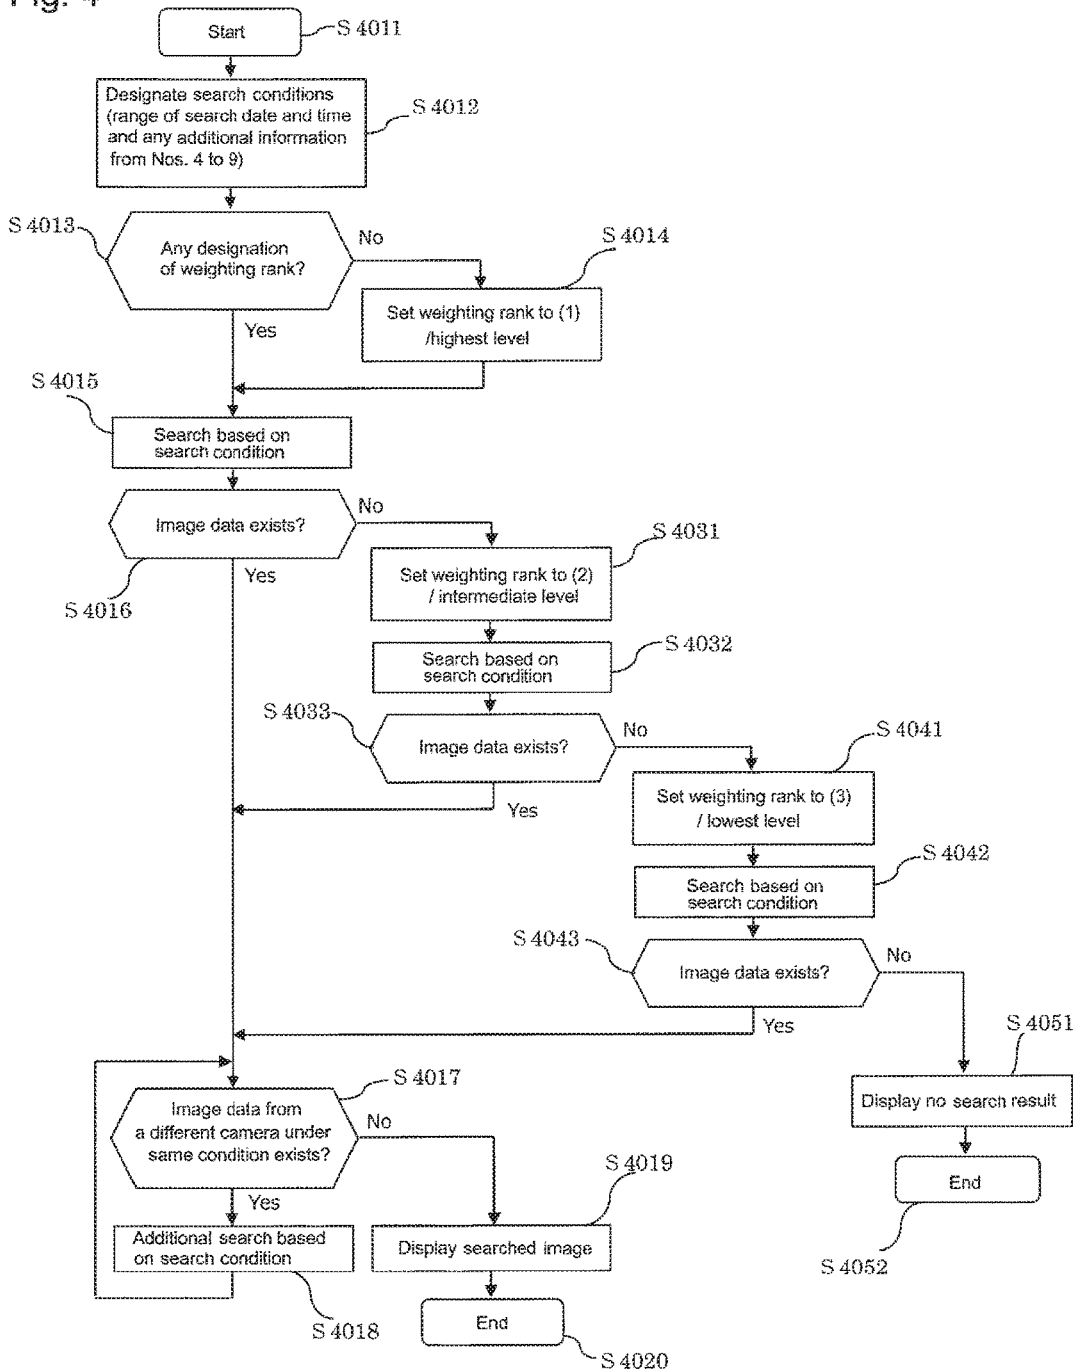 Start
S 4011
Designate search conditions
(range of search date and time
and any additional information
from Nos. 4 to 9)
S 4012
S 4013
Any designation
of weighting rank?
No
S 4014
Set weighting rank to (1)
/highest level
Yes
S 4015
Search based on
search condition
Image data exists?
No
S 4016
Yes
S 4031
Set weighting rank to (2)
/ intermediate level
S 4032
Search based on
search condition
S 4033
Image data exists?
No
Yes
S 4041
Set weighting rank to (3)
/ lowest level
S 4042
Search based on
search condition
S 4043
Image data exists?
No
Yes
S 4051
Display no search result
End
S 4052
S 4017
Image data from
a different camera under
same condition exists?
No
Yes
S 4019
Additional search based
on search condition
S 4018
Display searched image
End
S 4020